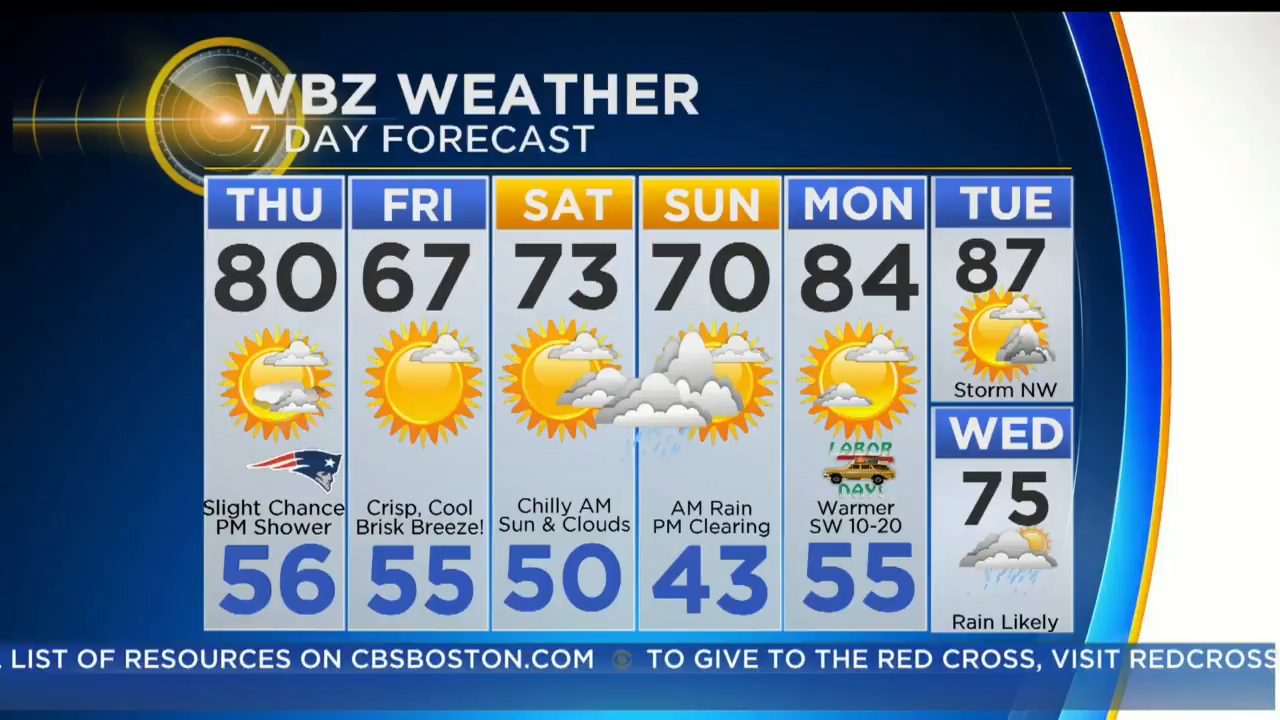 WBZ WEATHER
7 DAY FORECAST
THU
80
Slight Chance
PM Shower
56
FRI
67
Crisp, Cool
Brisk Breeze!
55
SAT
73
Chilly AM
Sun & Clouds
50
SUN
70
AM Rain
PM Clearing
43
MON
84
LABOR
DAY!
Warmer
SW 10-20
55
TUE
87
Storm NW
WED
75
Rain Likely
LIST OF RESOURCES ON CBSBOSTON.COM TO GIVE TO THE RED CROSS, VISIT REDCROSS